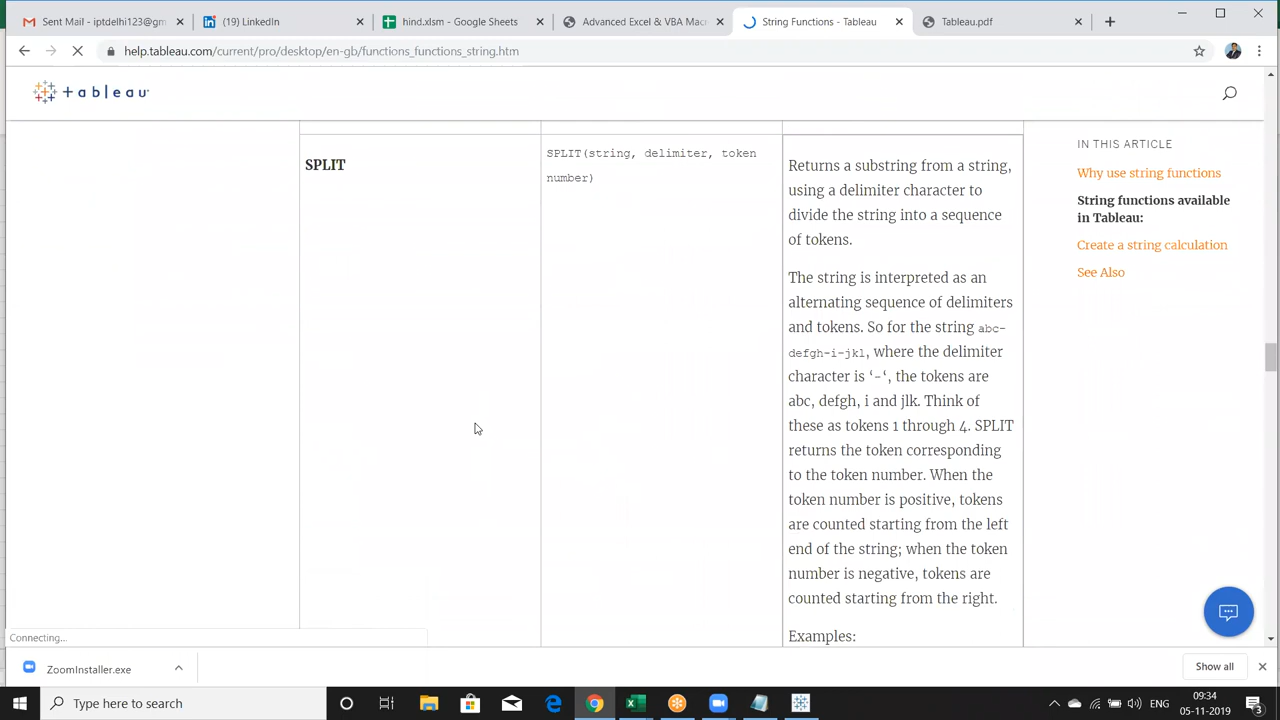 Sent Mail - iptdelhi123@gm
(19) LinkedIn
hind.xlsm - Google Sheets
Advanced Excel & VBA Mac
String Functions - Tableau
Tableau.pdf
help.tableau.com/current/pro/desktop/en-gb/functions_functions_string.htm
+ableau
SPLIT
SPLIT(string, delimiter, token
number)
Returns a substring from a string,
using a delimiter character to
divide the string into a sequence
of tokens.
The string is interpreted as an
alternating sequence of delimiters
and tokens. So for the string abc-
defgh-i-jkl, where the delimiter
character is ‘-‘, the tokens are
abc, defgh, i and jlk. Think of
these as tokens 1 through 4. SPLIT
returns the token corresponding
to the token number. When the
token number is positive, tokens
are counted starting from the left
end of the string; when the token
number is negative, tokens are
counted starting from the right.
Examples:
IN THIS ARTICLE
Why use string functions
String functions available
in Tableau:
Create a string calculation
See Also
Connecting...
ZoomInstaller.exe
Show all
Type here to search
ENG
09:34
05-11-2019
3